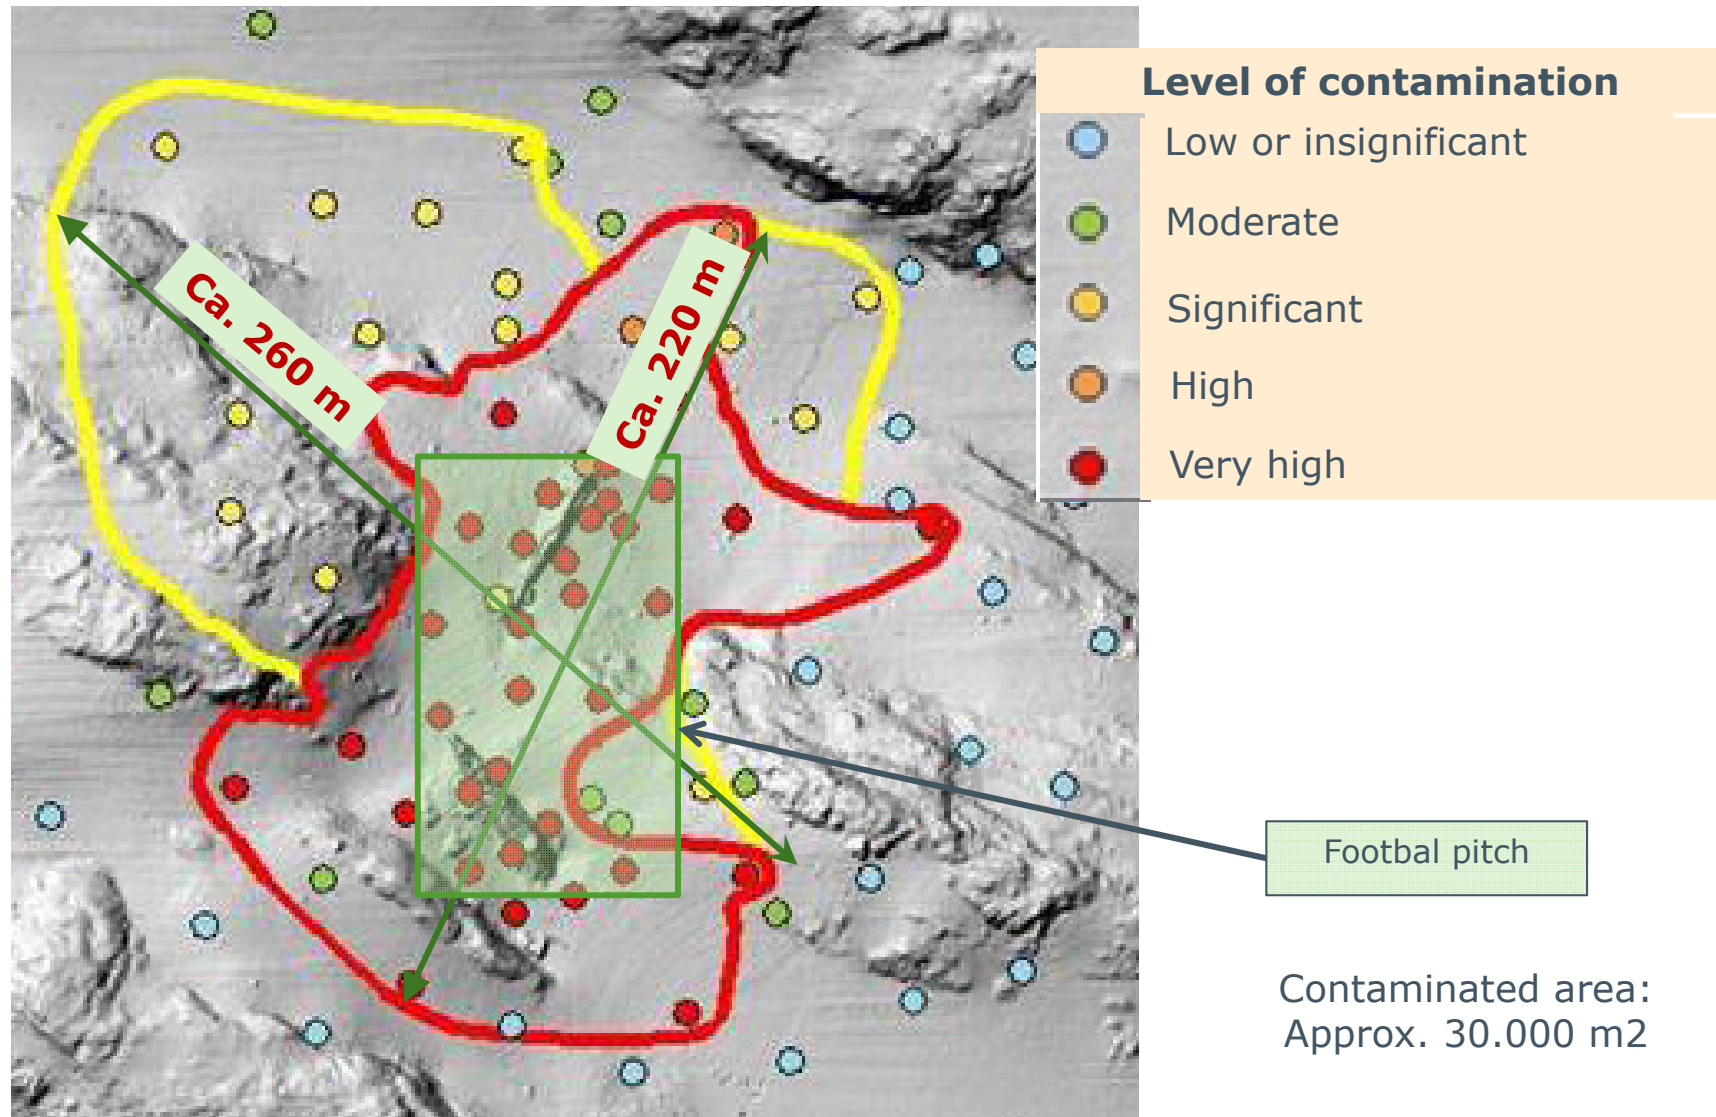 Level of contamination
Low or insignificant
Moderate
Significant
High
Very high
Ca. 260 m
Ca. 220 m
Footbal pitch
Contaminated area:
Approx. 30.000 m2